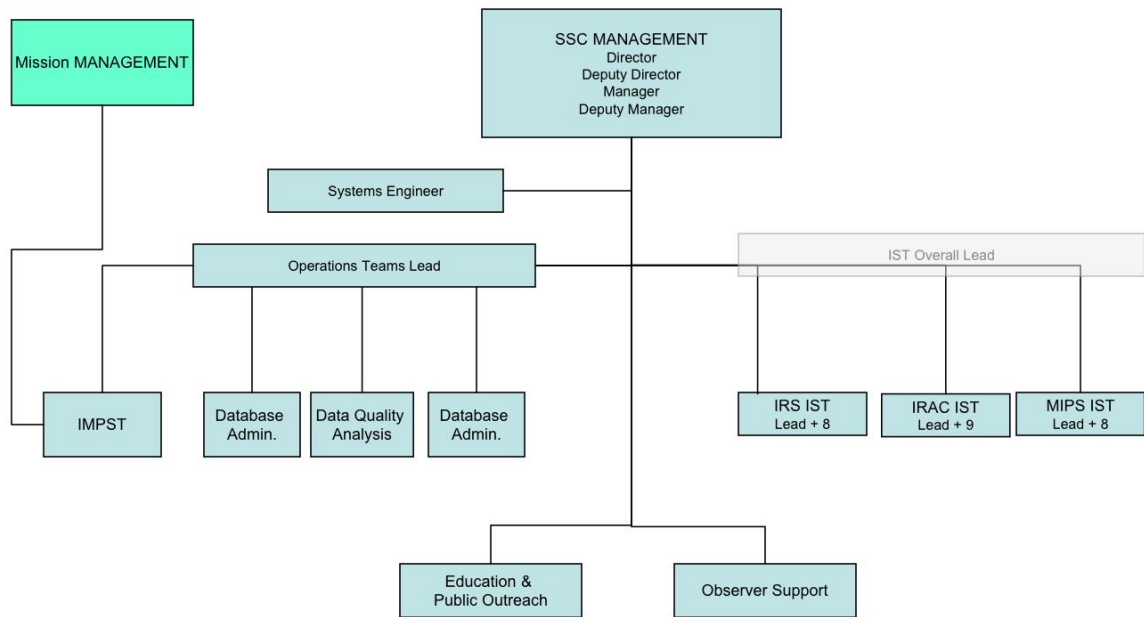 Mission MANAGEMENT
SSC MANAGEMENT
Director
Deputy Director
Manager
Deputy Manager
Systems Engineer
Operations Teams Lead
IST Overall Lead
IMPST
Database
Admin.
Data Quality
Analysis
Database
Admin.
IRS IST
Lead + 8
IRAC IST
Lead + 9
MIPS IST
Lead + 8
Education &
Public Outreach
Observer Support